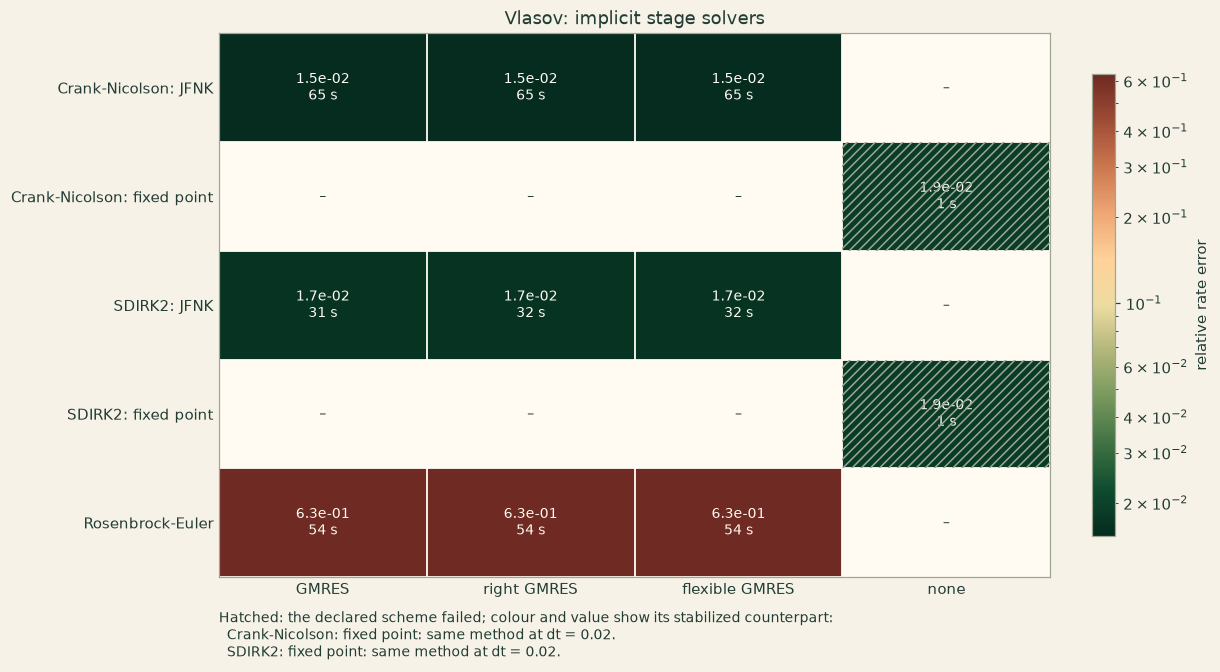 Vlasov: implicit stage solvers
Crank-Nicolson: JFNK
1.5e-02
65 s
1.5e-02
65 s
1.5e-02
65 s
–
Crank-Nicolson: fixed point
–
–
–
1.9e-02
1 s
SDIRK2: JFNK
1.7e-02
31 s
1.7e-02
32 s
1.7e-02
32 s
–
SDIRK2: fixed point
–
–
–
1.9e-02
1 s
Rosenbrock-Euler
6.3e-01
54 s
6.3e-01
54 s
6.3e-01
54 s
–
GMRES
right GMRES
flexible GMRES
none
6 × 10⁻¹
4 × 10⁻¹
3 × 10⁻¹
2 × 10⁻¹
10⁻¹
6 × 10⁻²
4 × 10⁻²
3 × 10⁻²
2 × 10⁻²
relative rate error
Hatched: the declared scheme failed; colour and value show its stabilized counterpart:
Crank-Nicolson: fixed point: same method at dt = 0.02.
SDIRK2: fixed point: same method at dt = 0.02.